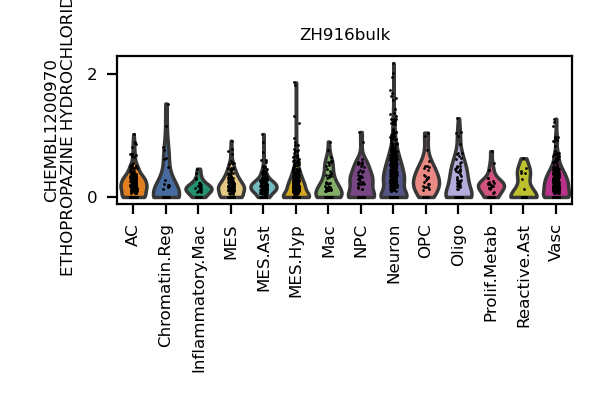 ZH916bulk
CHEMBL1200970
ETHOPROPAZINE HYDROCHLORID
2
0
AC
Chromatin.Reg
Inflammatory.Mac
MES
MES.Ast
MES.Hyp
Mac
NPC
Neuron
OPC
Oligo
Prolif.Metab
Reactive.Ast
Vasc